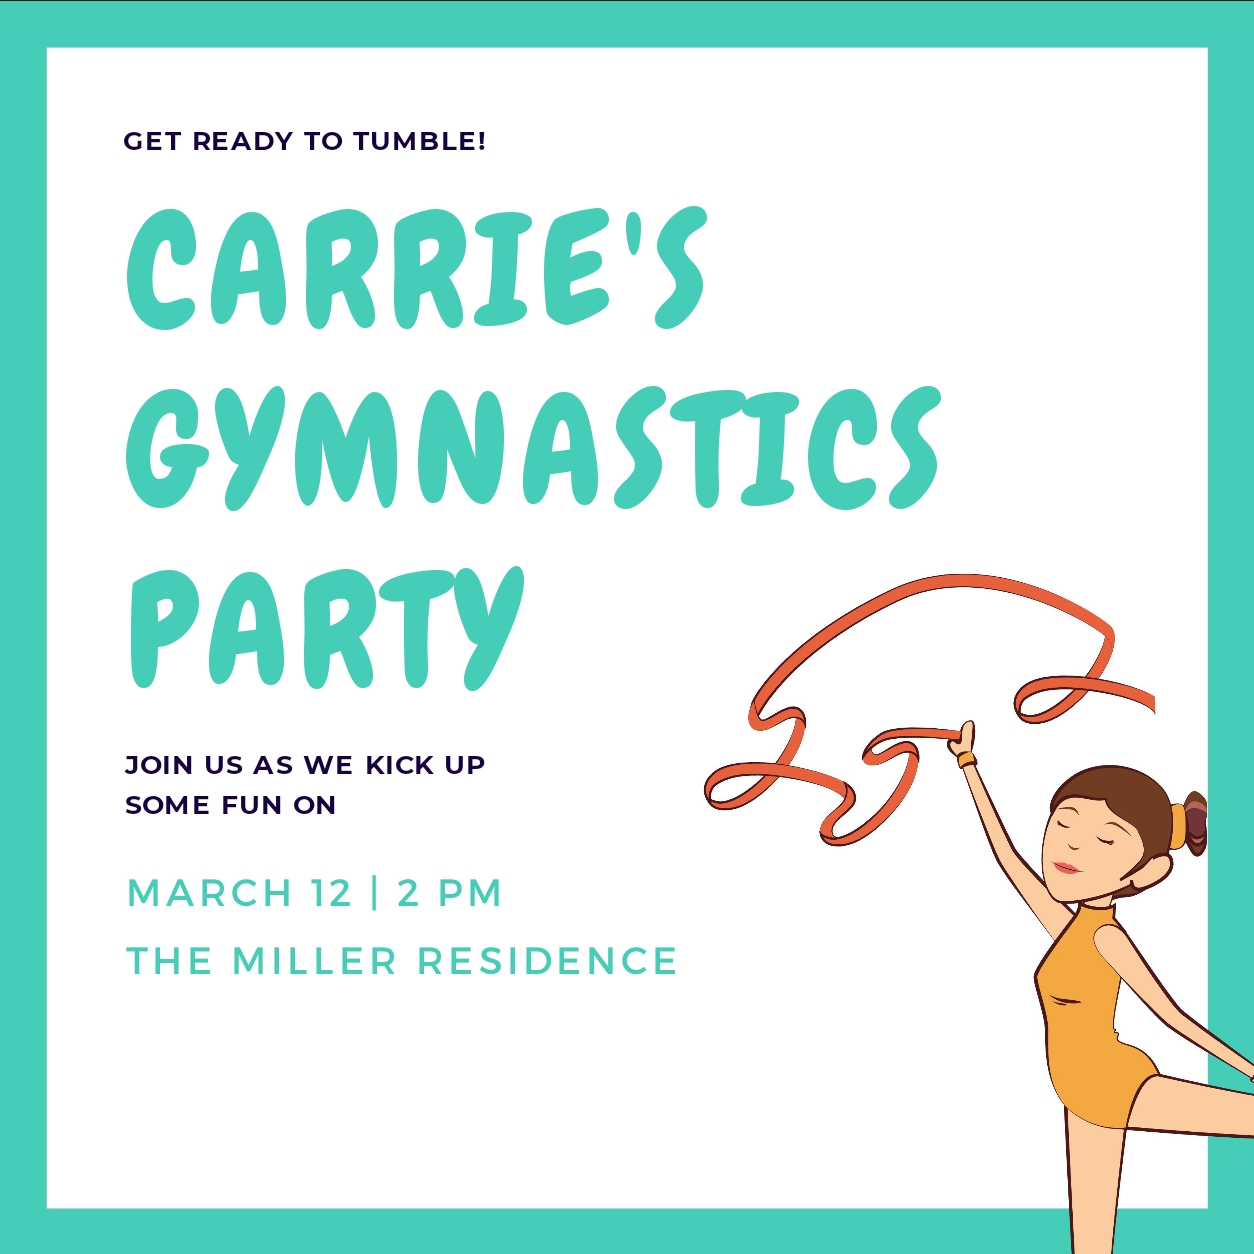 GET READY TO TUMBLE!
CARRIE'S
GYMNASTICS
PARTY
JOIN US AS WE KICK UP
SOME FUN ON
MARCH 12 | 2 PM
THE MILLER RESIDENCE